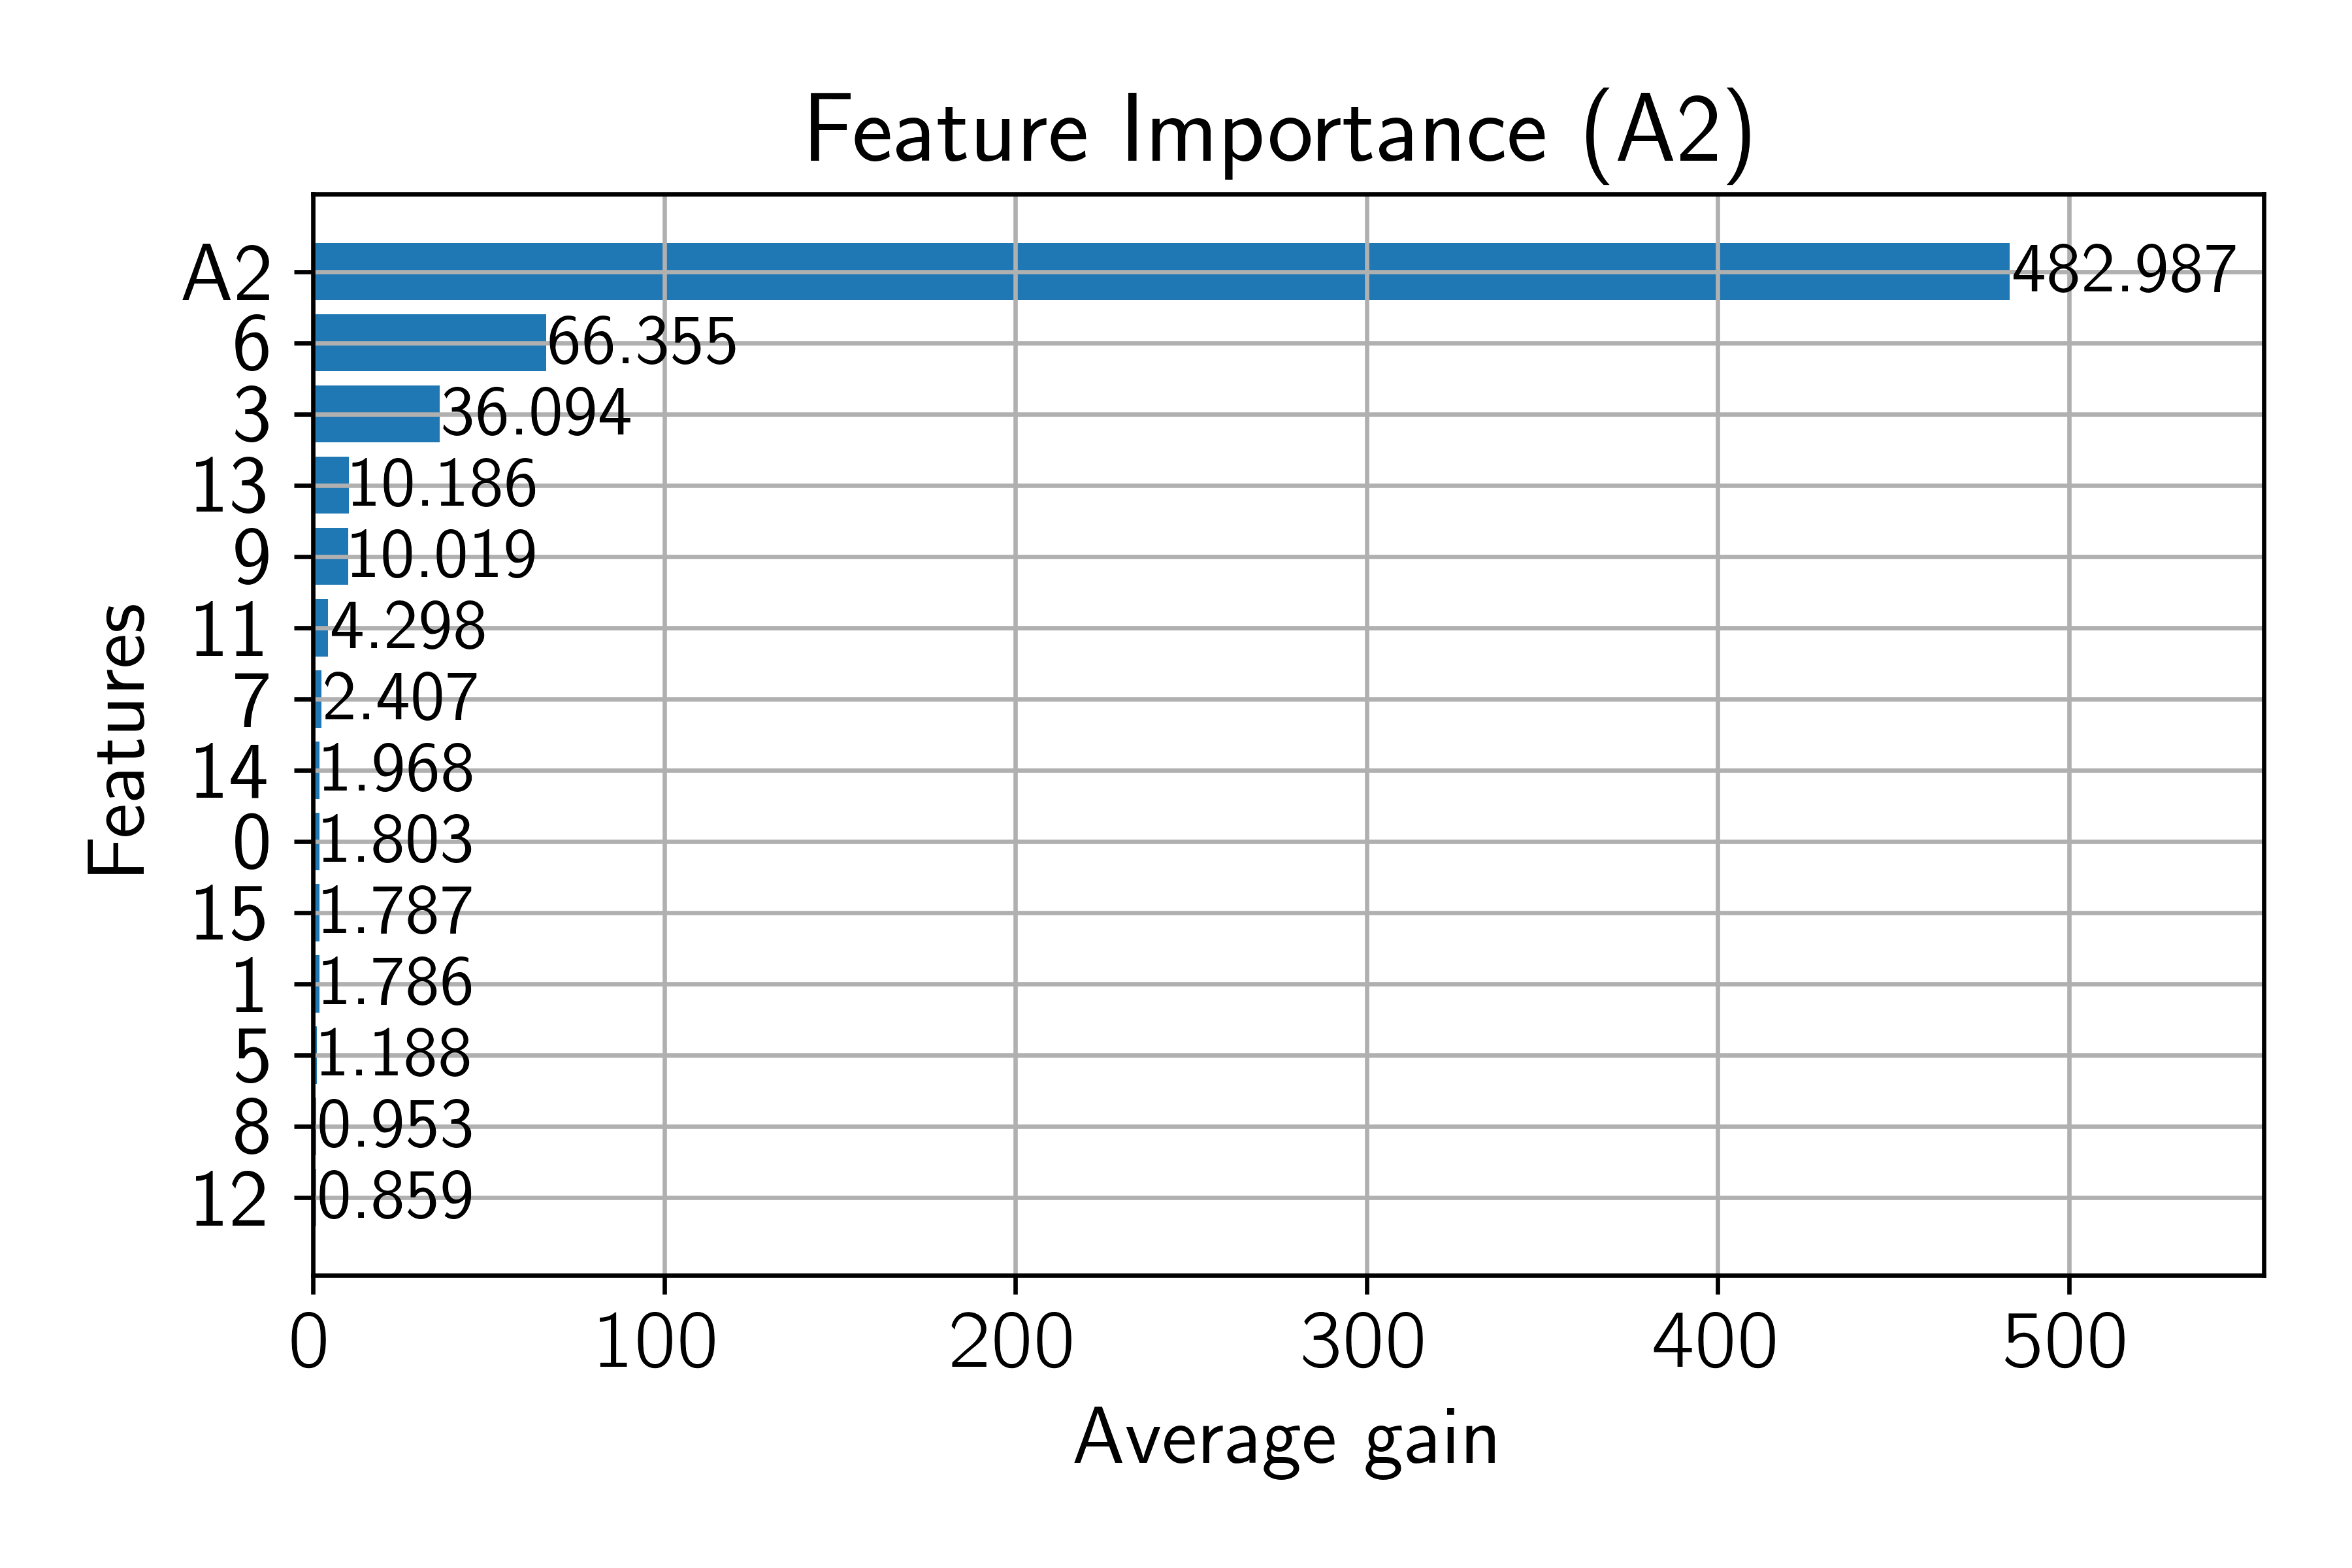 Feature Importance (A2)
Features
A2 482.987
6 66.355
3 36.094
13 10.186
9 10.019
11 4.298
7 2.407
14 1.968
0 1.803
15 1.787
1 1.786
5 1.188
8 0.953
12 0.859
0 100 200 300 400 500
Average gain